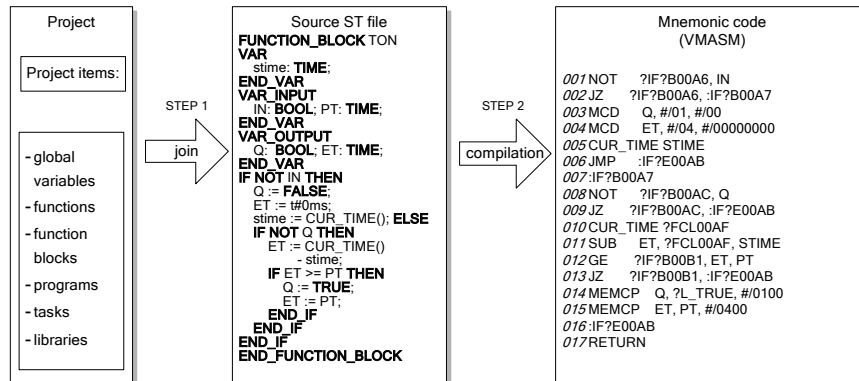 Project
Project items:
- global
variables
- functions
- function
blocks
- programs
- tasks
- libraries
STEP 1
join
Source ST file
FUNCTION_BLOCK TON
VAR
stime: TIME;
END_VAR
VAR_INPUT
IN: BOOL; PT: TIME;
END_VAR
VAR_OUTPUT
Q: BOOL; ET: TIME;
END_VAR
IF NOT IN THEN
Q := FALSE;
ET := t#0ms;
stime := CUR_TIME(); ELSE
IF NOT Q THEN
ET := CUR_TIME()
- stime;
IF ET >= PT THEN
Q := TRUE;
ET := PT;
END_IF
END_IF
END_IF
END_FUNCTION_BLOCK
STEP 2
compilation
Mnemonic code
(VMASM)
001 NOT ?IF?B00A6, IN
002 JZ ?IF?B00A6, :IF?B00A7
003 MCD Q, #/01, #/00
004 MCD ET, #/04, #/00000000
005 CUR_TIME STIME
006 JMP :IF?E00AB
007 :IF?B00A7
008 NOT ?IF?B00AC, Q
009 JZ ?IF?B00AC, :IF?E00AB
010 CUR_TIME ?FCL00AF
011 SUB ET, ?FCL00AF, STIME
012 GE ?IF?B00B1, ET, PT
013 JZ ?IF?B00B1, :IF?E00AB
014 MEMCP Q, ?L_TRUE, #/0100
015 MEMCP ET, PT, #/0400
016 :IF?E00AB
017 RETURN